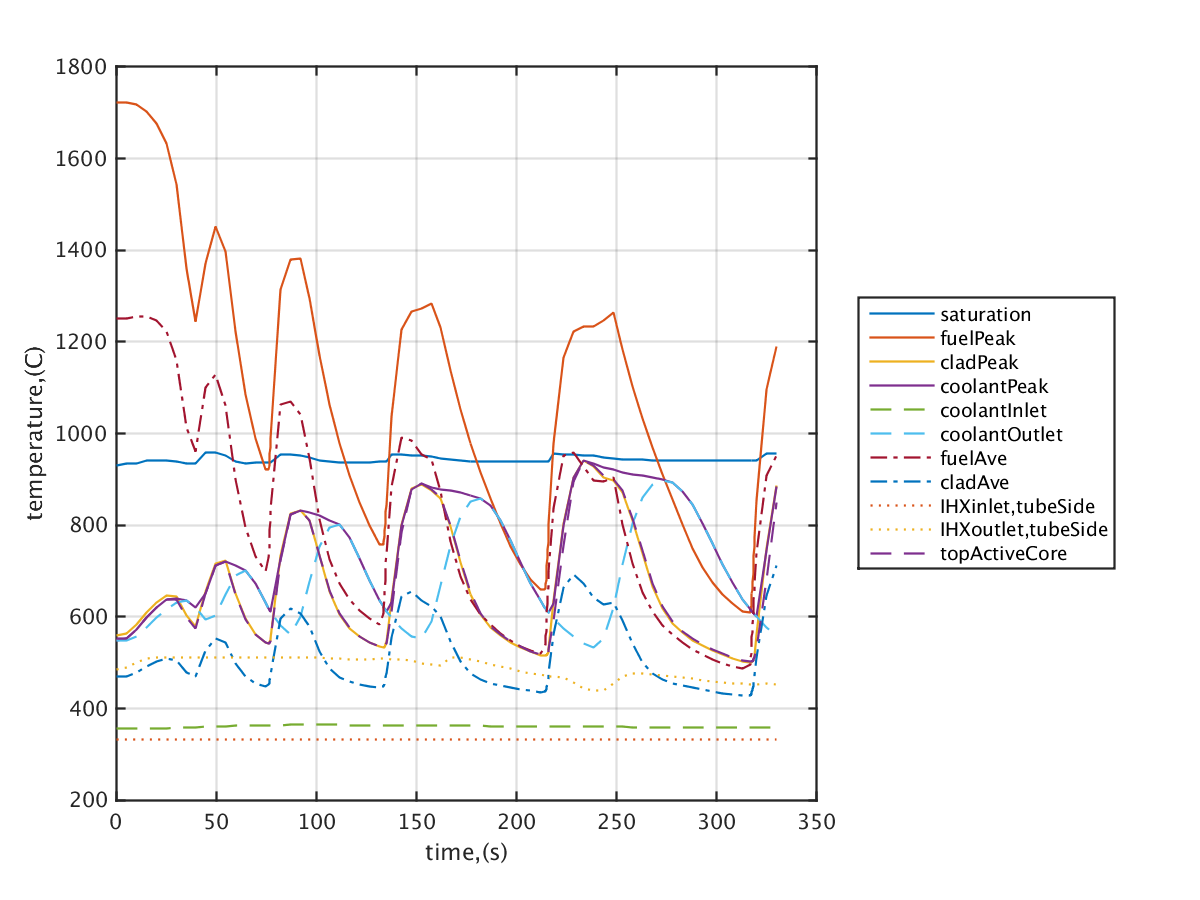 1800
1600
1400
1200
1000
800
600
400
200
temperature,(C)
0 50 100 150 200 250 300 350
time,(s)
saturation
fuelPeak
cladPeak
coolantPeak
coolantInlet
coolantOutlet
fuelAve
cladAve
IHXinlet,tubeSide
IHXoutlet,tubeSide
topActiveCore